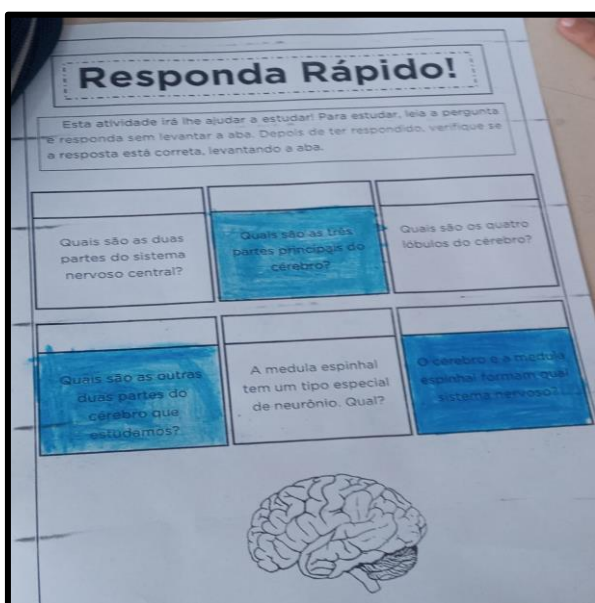 Responda Rápido!
Esta atividade irá lhe ajudar a estudar! Para estudar, leia a pergunta
e responda sem levantar a aba. Depois de ter respondido, verifique se
a resposta está correta, levantando a aba.
Quais são as duas
partes do sistema
nervoso central?
Quais são as três
partes principais do
cérebro?
Quais são os quatro
lóbulos do cérebro?
Quais são as outras
duas partes do
cérebro que
estudamos?
A medula espinhal
tem um tipo especial
de neurônio. Qual?
O cérebro e a medula
espinhal formam qual
sistema nervoso?